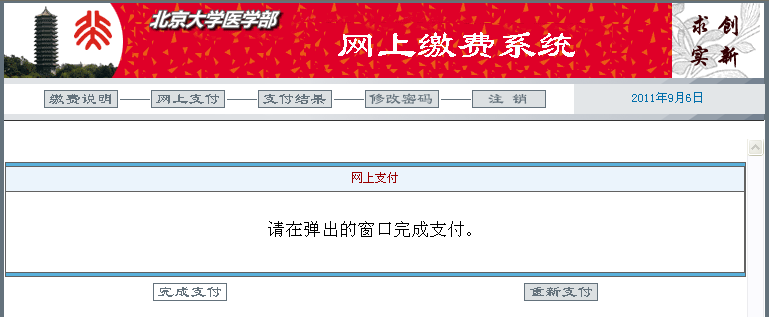 北京大学医学部
网上缴费系统
求实 创新
缴费说明 网上支付 支付结果 修改密码 注 销 2011年9月6日
网上支付
请在弹出的窗口完成支付。
完成支付 重新支付